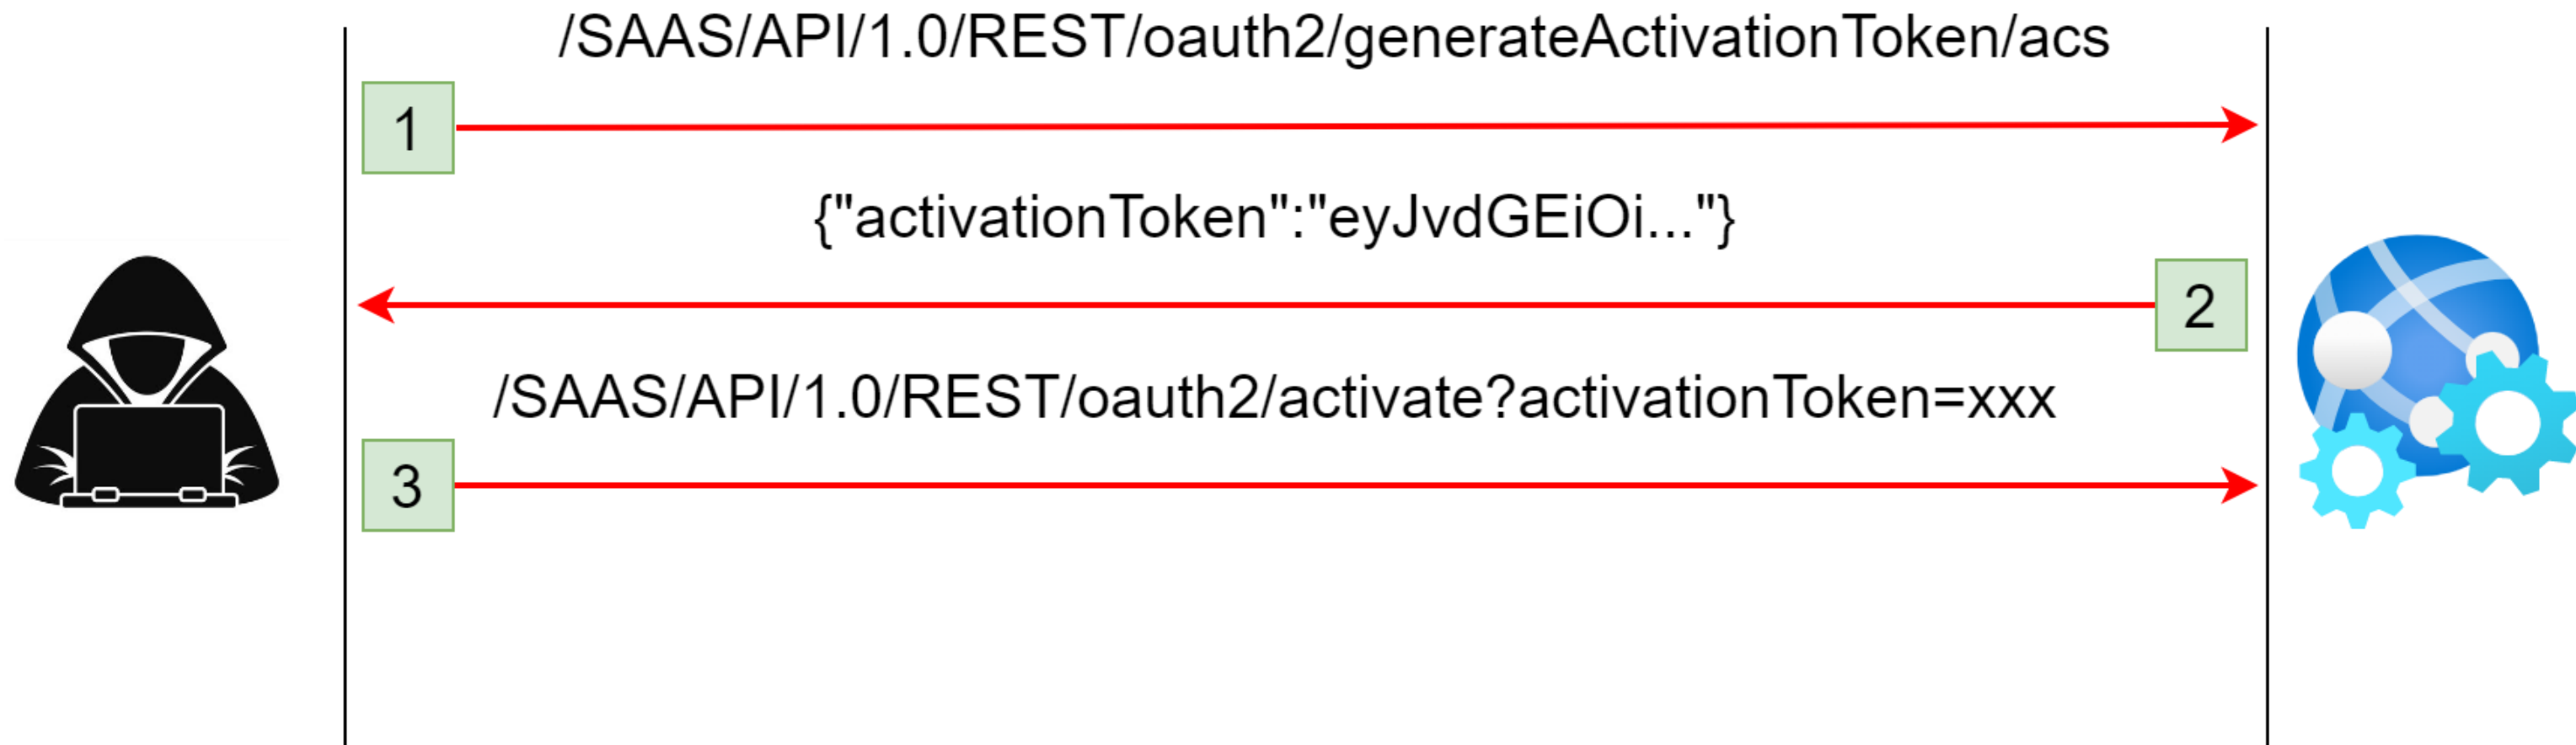 /SAAS/API/1.0/REST/oauth2/generateActivationToken/acs
1
{"activationToken":"eyJvdGEiOi..."}
2
/SAAS/API/1.0/REST/oauth2/activate?activationToken=xxx
3